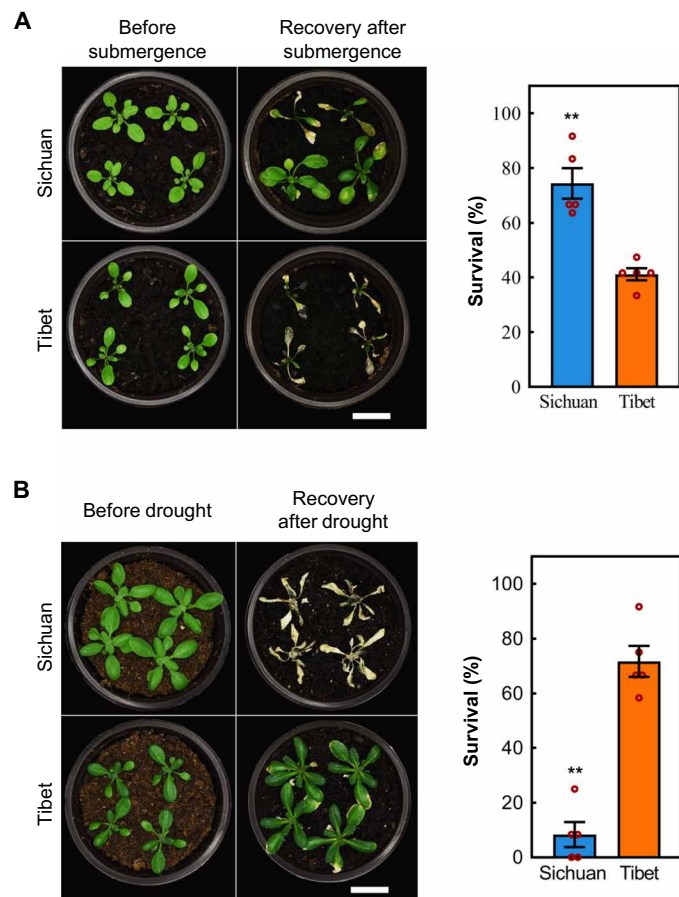 A
Before
submergence
Recovery after
submergence
Sichuan
Tibet
Survival (%)
100
80
60
40
20
0
**
Sichuan
Tibet
B
Before drought
Recovery
after drought
Sichuan
Tibet
Survival (%)
100
80
60
40
20
0
**
Sichuan
Tibet